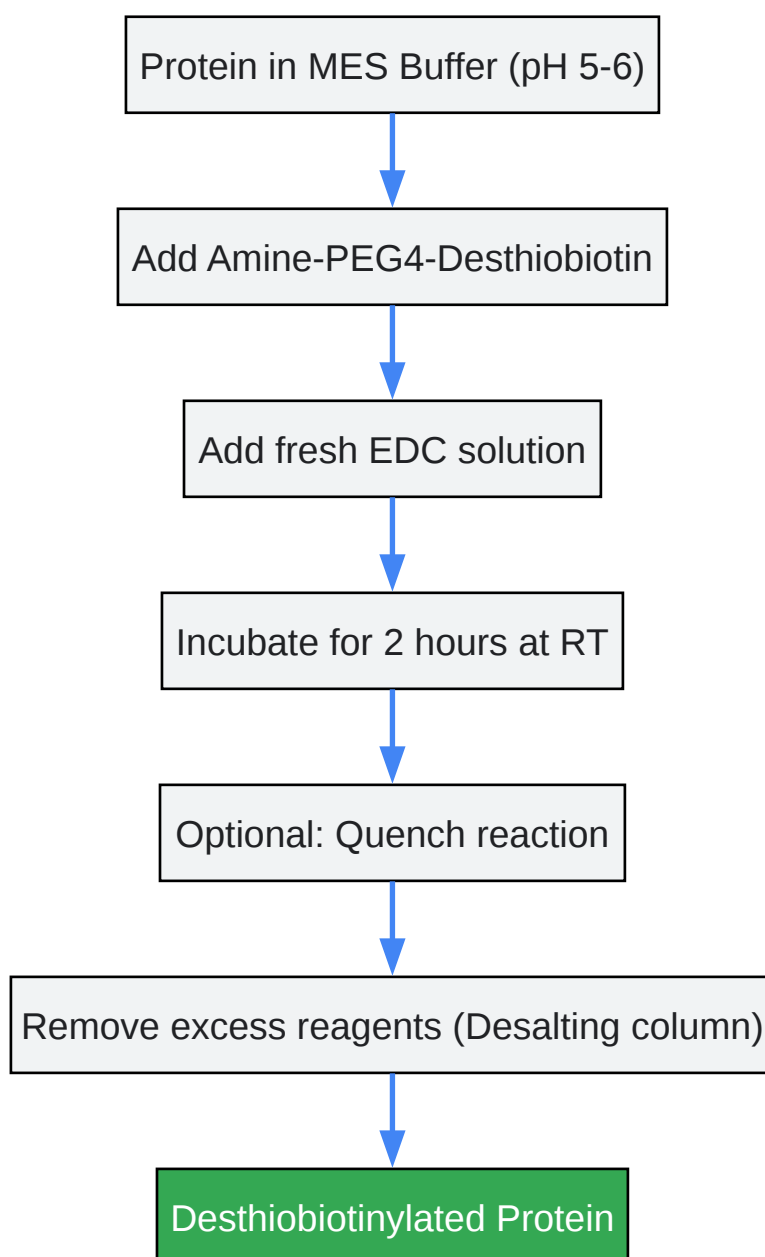 Protein in MES Buffer (pH 5-6)
Add Amine-PEG4-Desthiobiotin
Add fresh EDC solution
Incubate for 2 hours at RT
Optional: Quench reaction
Remove excess reagents (Desalting column)
Desthiobiotinylated Protein